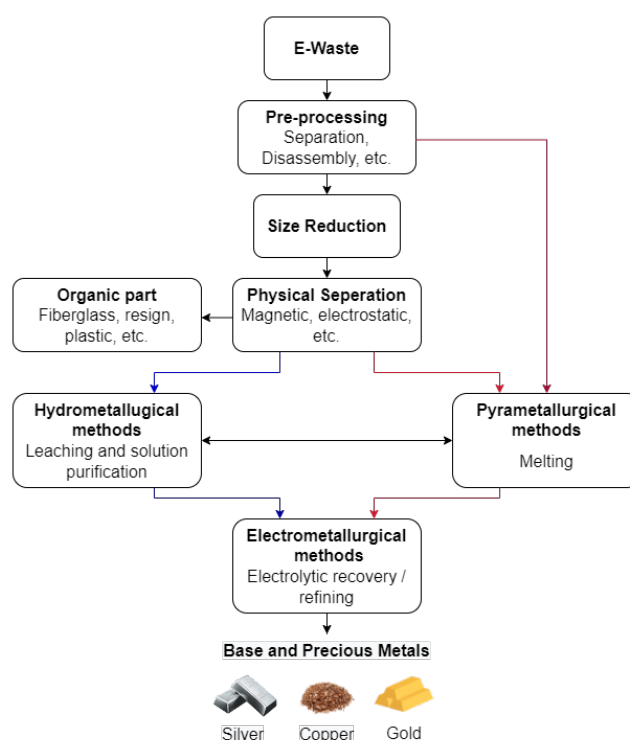 E-Waste
Pre-processing
Separation,
Disassembly, etc.
Size Reduction
Organic part
Fiberglass, resign,
plastic, etc.
Physical Seperation
Magnetic, electrostatic,
etc.
Hydrometallugical
methods
Leaching and solution
purification
Pyrametallurgical
methods
Melting
Electrometallurgical
methods
Electrolytic recovery /
refining
Base and Precious Metals
Silver
Copper
Gold